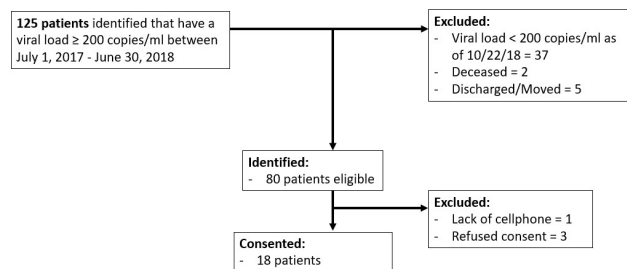 125 patients identified that have a
viral load ≥ 200 copies/ml between
July 1, 2017 - June 30, 2018
Excluded:
- Viral load < 200 copies/ml as
of 10/22/18 = 37
- Deceased = 2
- Discharged/Moved = 5
Identified:
- 80 patients eligible
Excluded:
- Lack of cellphone = 1
- Refused consent = 3
Consented:
- 18 patients